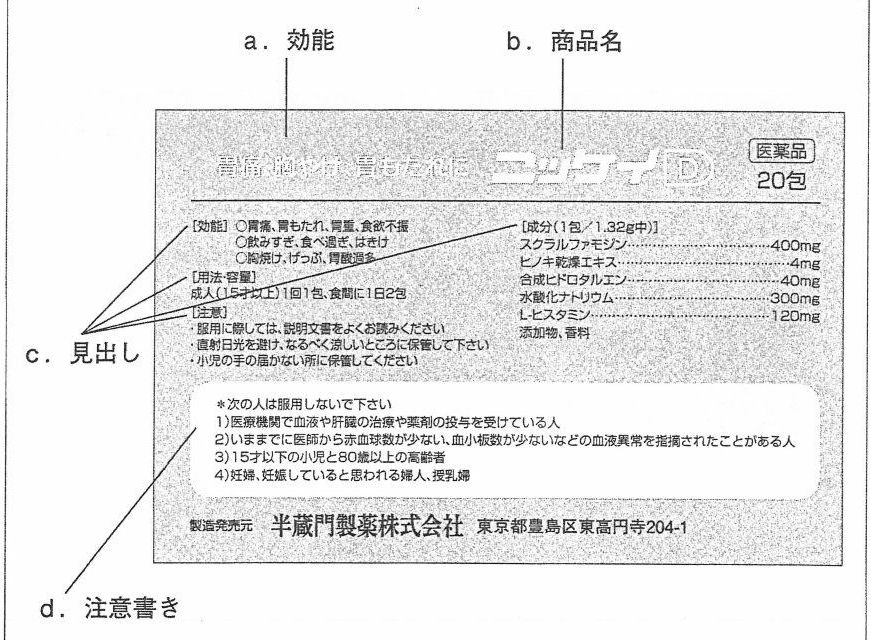 a. 効能
b. 商品名
胃痛、胸やけ、胃もたれに
ニッケイD
医薬品
20包
[効能] ○胃痛、胃もたれ、胃重、食欲不振
○飲みすぎ、食べ過ぎ、はきけ
○胸焼け、げっぷ、胃酸過多
[用法・容量]
成人(15才以上)1回1包、食間に1日2包
[注意]
・服用に際しては、説明文書をよくお読みください
・直射日光を避け、なるべく涼しいところに保管して下さい
・小児の手の届かない所に保管してください
[成分(1包/1.32g中)]
スクラルファモジン…………400mg
ヒノキ乾燥エキス…………4mg
合成ヒドロタルエン…………40mg
水酸化ナトリウム…………300mg
L-ヒスタミン…………120mg
添加物、香料
c. 見出し
*次の人は服用しないで下さい
1)医療機関で血液や肝臓の治療や薬剤の投与を受けている人
2)いままでに医師から赤血球数が少ない、血小板数が少ないなどの血液異常を指摘されたことがある人
3)15才以下の小児と80歳以上の高齢者
4)妊婦、妊娠していると思われる婦人、授乳婦
製造発売元 半蔵門製薬株式会社 東京都豊島区東高円寺204-1
d. 注意書き